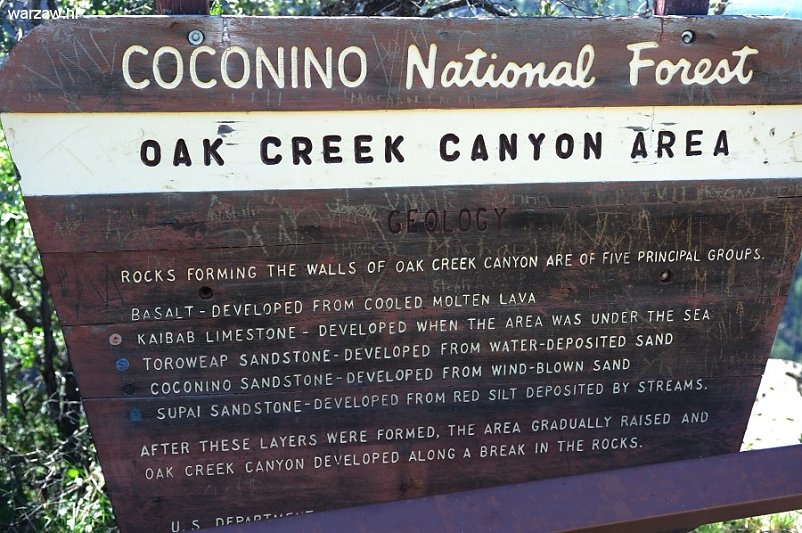 warzaw.nl
COCONINO National Forest
OAK CREEK CANYON AREA
GEOLOGY
ROCKS FORMING THE WALLS OF OAK CREEK CANYON ARE OF FIVE PRINCIPAL GROUPS.
BASALT - DEVELOPED FROM COOLED MOLTEN LAVA
KAIBAB LIMESTONE - DEVELOPED WHEN THE AREA WAS UNDER THE SEA
TOROWEAP SANDSTONE - DEVELOPED FROM WATER-DEPOSITED SAND
COCONINO SANDSTONE - DEVELOPED FROM WIND-BLOWN SAND
SUPAI SANDSTONE - DEVELOPED FROM RED SILT DEPOSITED BY STREAMS.
AFTER THESE LAYERS WERE FORMED, THE AREA GRADUALLY RAISED AND
OAK CREEK CANYON DEVELOPED ALONG A BREAK IN THE ROCKS.
U.S. DEPARTMENT